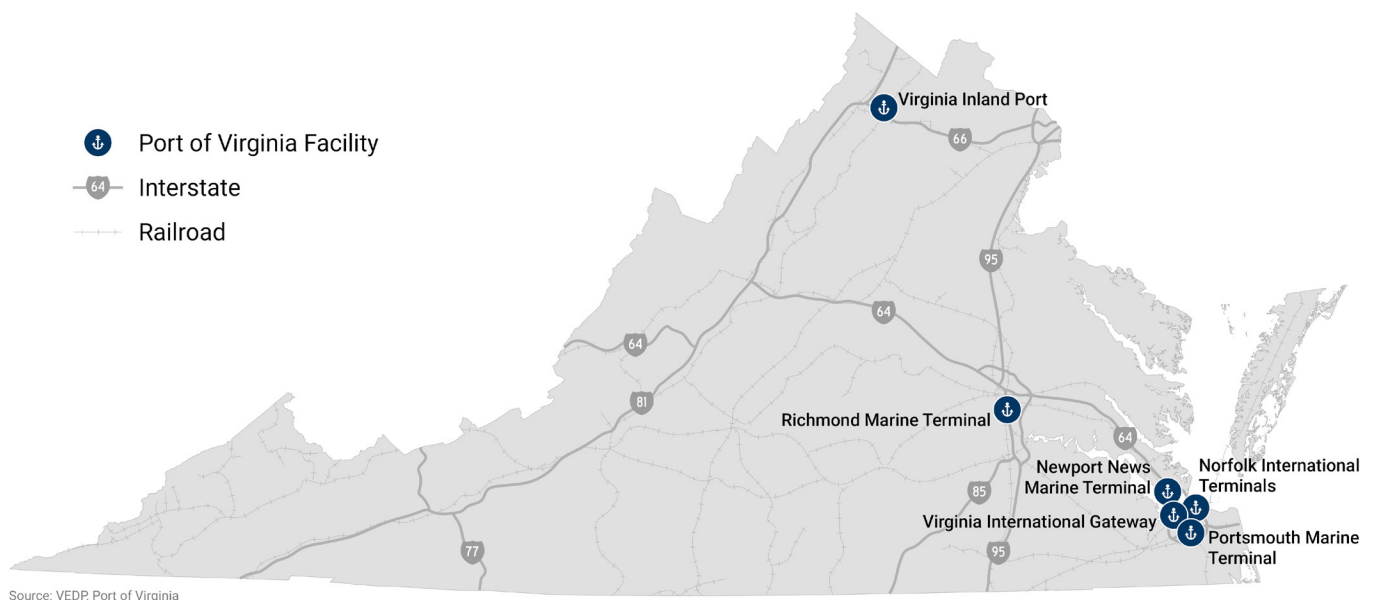 Virginia Inland Port
Port of Virginia Facility
66
64
Interstate
Railroad
95
64
64
81
Richmond Marine Terminal
64
Newport News
Marine Terminal
Norfolk International
Terminals
85
Virginia International Gateway
Portsmouth Marine
Terminal
77
95
Source: VEDP, Port of Virginia